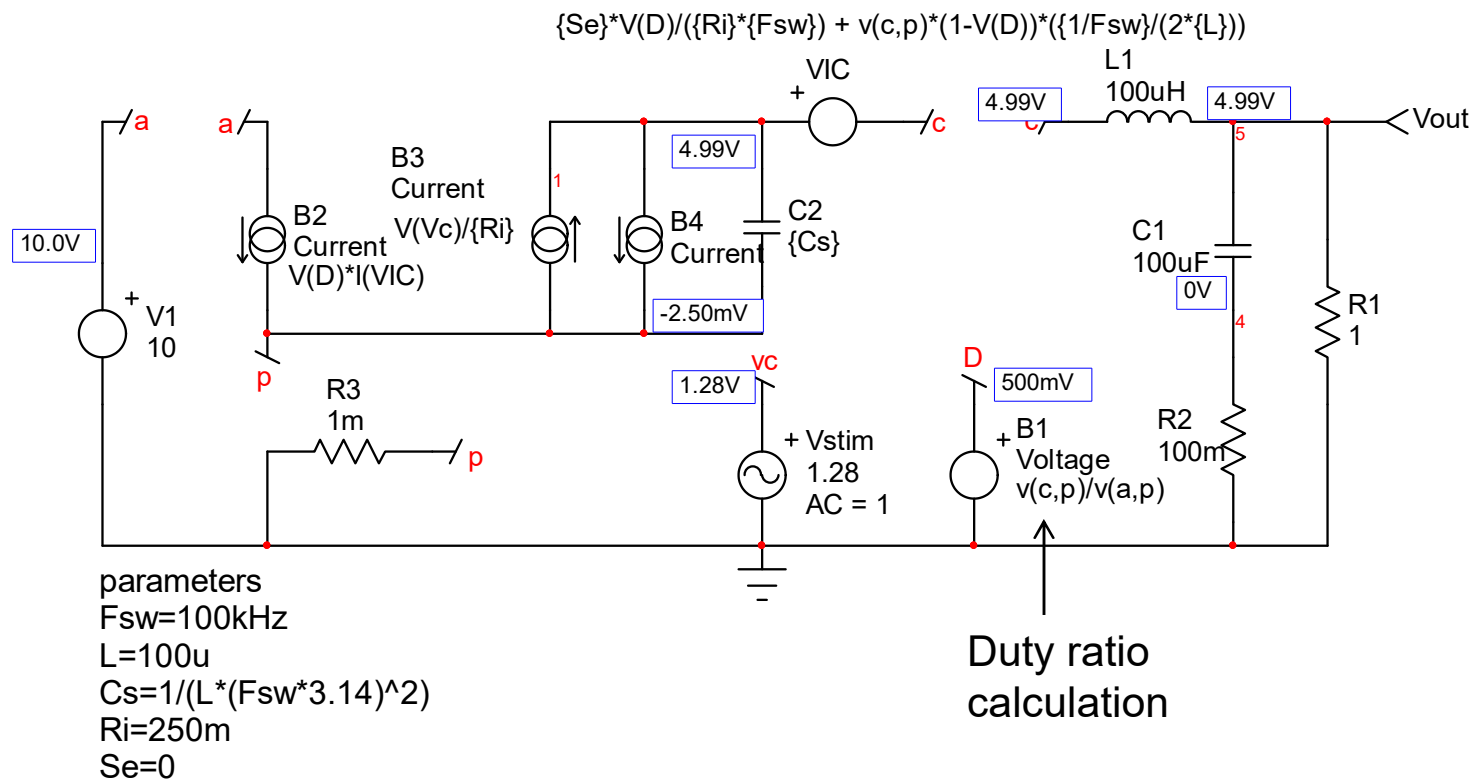 {Se}*V(D)/({Ri}*{Fsw}) + v(c,p)*(1-V(D))*({1/Fsw}/(2*{L}))
VIC
+
L1
100uH
4.99V
4.99V
a
a
c
c
Vout
5
4.99V
B3
Current
V(Vc)/{Ri}
1
B2
Current
V(D)*I(VIC)
B4
Current
C2
{Cs}
C1
100uF
0V
4
10.0V
+
V1
10
-2.50mV
R1
1
p
vc
1.28V
D
500mV
R3
1m
p
+
Vstim
1.28
AC = 1
+
B1
Voltage
v(c,p)/v(a,p)
R2
100m
parameters
Fsw=100kHz
L=100u
Cs=1/(L*(Fsw*3.14)^2)
Ri=250m
Se=0
Duty ratio
calculation